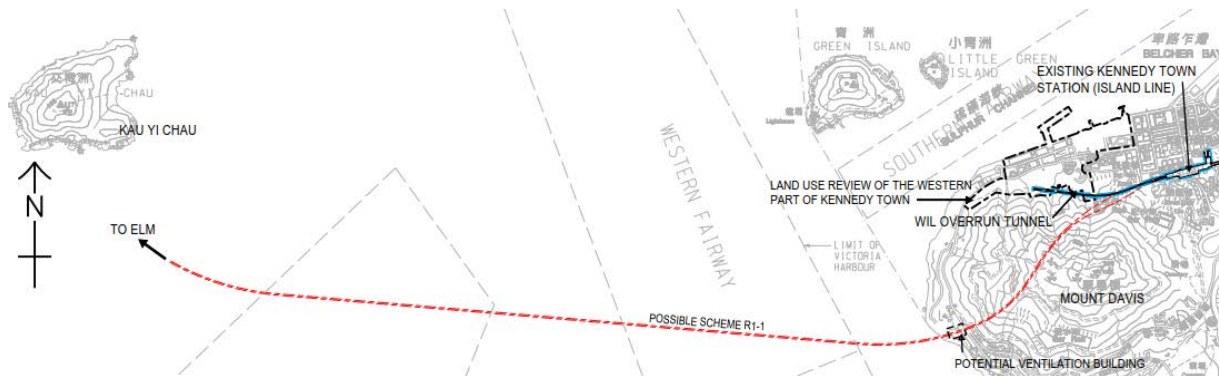 青 洲
GREEN ISLAND
小青洲
LITTLE GREEN
ISLAND
BELCHER BAY
EXISTING KENNEDY TOWN
STATION (ISLAND LINE)
CHAU
KAU YI CHAU
SULPHUR CHANNEL
WESTERN FAIRWAY
N
LAND USE REVIEW OF THE WESTERN
PART OF KENNEDY TOWN
WIL OVERRUN TUNNEL
TO ELM
LIMIT OF
VICTORIA
HARBOUR
MOUNT DAVIS
POSSIBLE SCHEME R1-1
POTENTIAL VENTILATION BUILDING